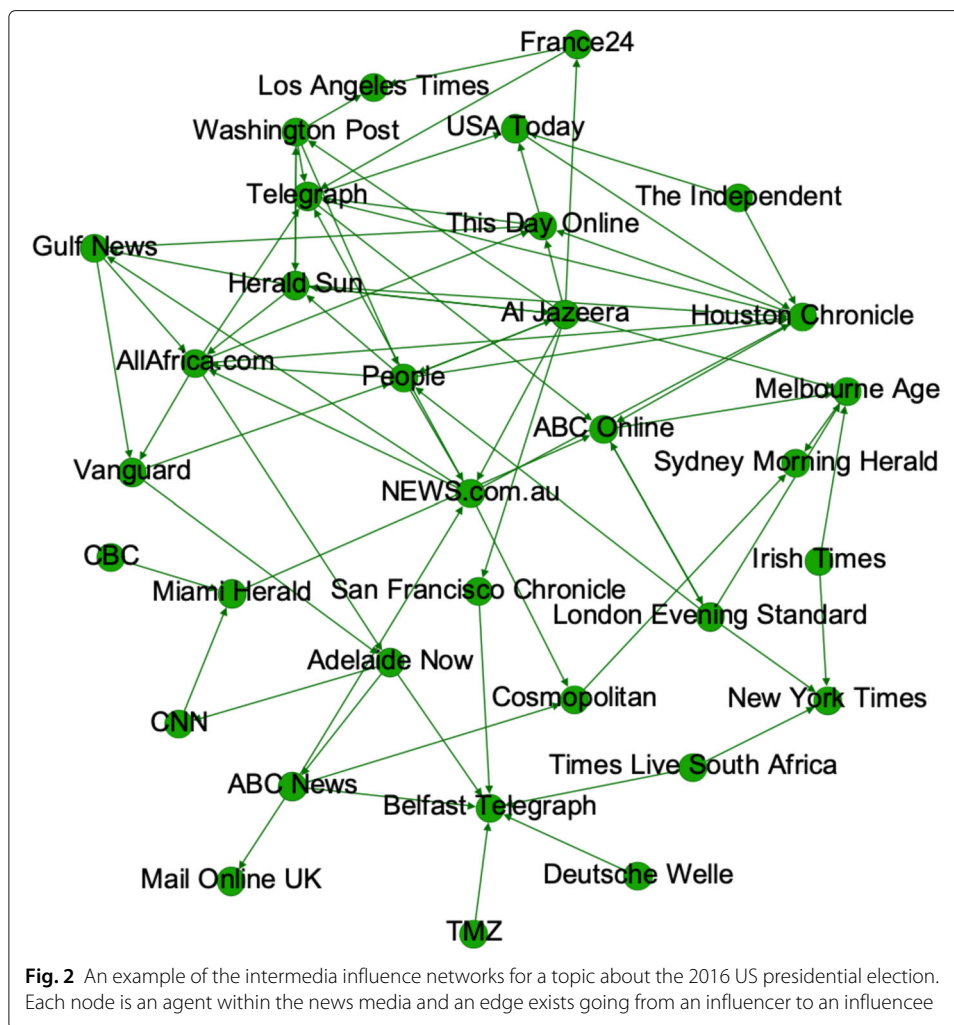 France24
Los Angeles Times
Washington Post
USA Today
Telegraph
The Independent
This Day Online
Gulf News
Herald Sun
Al Jazeera
Houston Chronicle
AllAfrica.com
People
Melbourne Age
ABC Online
Vanguard
Sydney Morning Herald
NEWS.com.au
CBC
Irish Times
Miami Herald
San Francisco Chronicle
London Evening Standard
Adelaide Now
Cosmopolitan
New York Times
CNN
Times Live South Africa
ABC News
Belfast Telegraph
Mail Online UK
Deutsche Welle
TMZ
Fig. 2 An example of the intermedia influence networks for a topic about the 2016 US presidential election.
Each node is an agent within the news media and an edge exists going from an influencer to an influencee